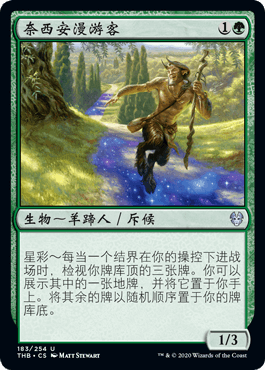 奈西安漫游客 1
生物～羊蹄人 / 斥候
星彩～每当一个结界在你的操控下进战
场时，检视你牌库顶的三张牌。你可以
展示其中的一张地牌，并将它置于你手
上。将其余的牌以随机顺序置于你的牌
库底。
1/3
183/254 U
THB • CS MATT STEWART
™ & © 2020 Wizards of the Coast